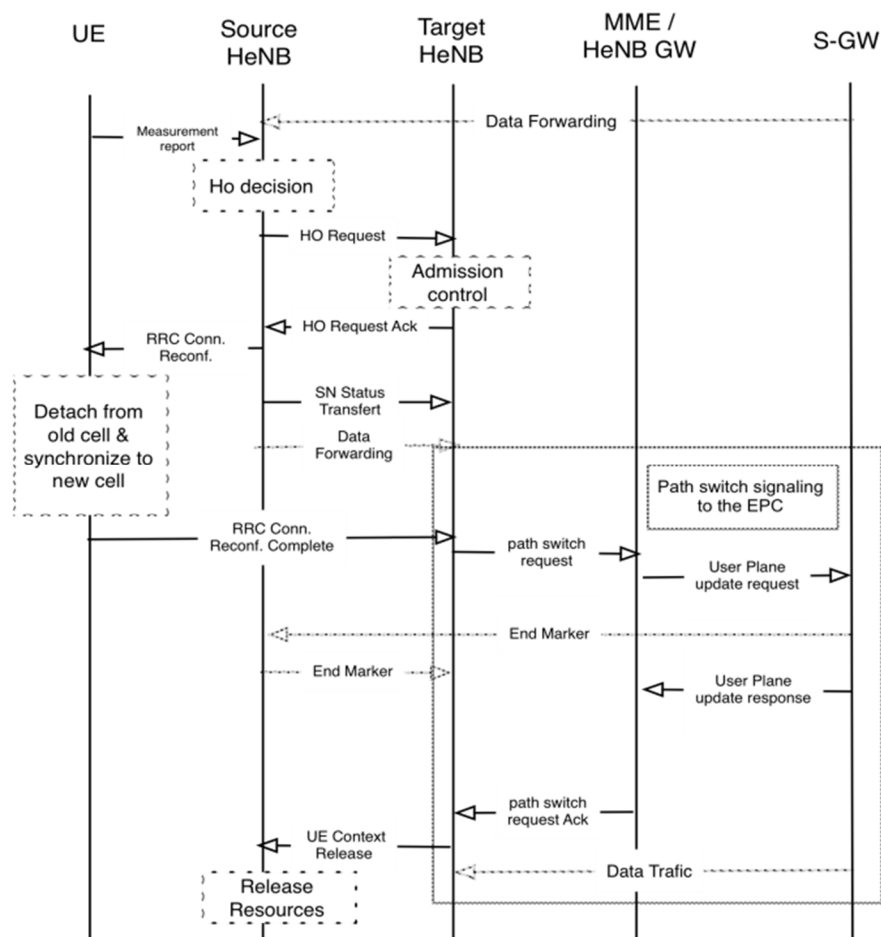 UE
Source
HeNB
Target
HeNB
MME /
HeNB GW
S-GW
Data Forwarding
Measurement
report
Ho decision
HO Request
Admission
control
HO Request Ack
RRC Conn.
Reconf.
Detach from
old cell &
synchronize to
new cell
SN Status
Transfert
Data
Forwarding
Path switch signaling
to the EPC
RRC Conn.
Reconf. Complete
path switch
request
User Plane
update request
End Marker
End Marker
User Plane
update response
path switch
request Ack
UE Context
Release
Data Trafic
Release
Resources